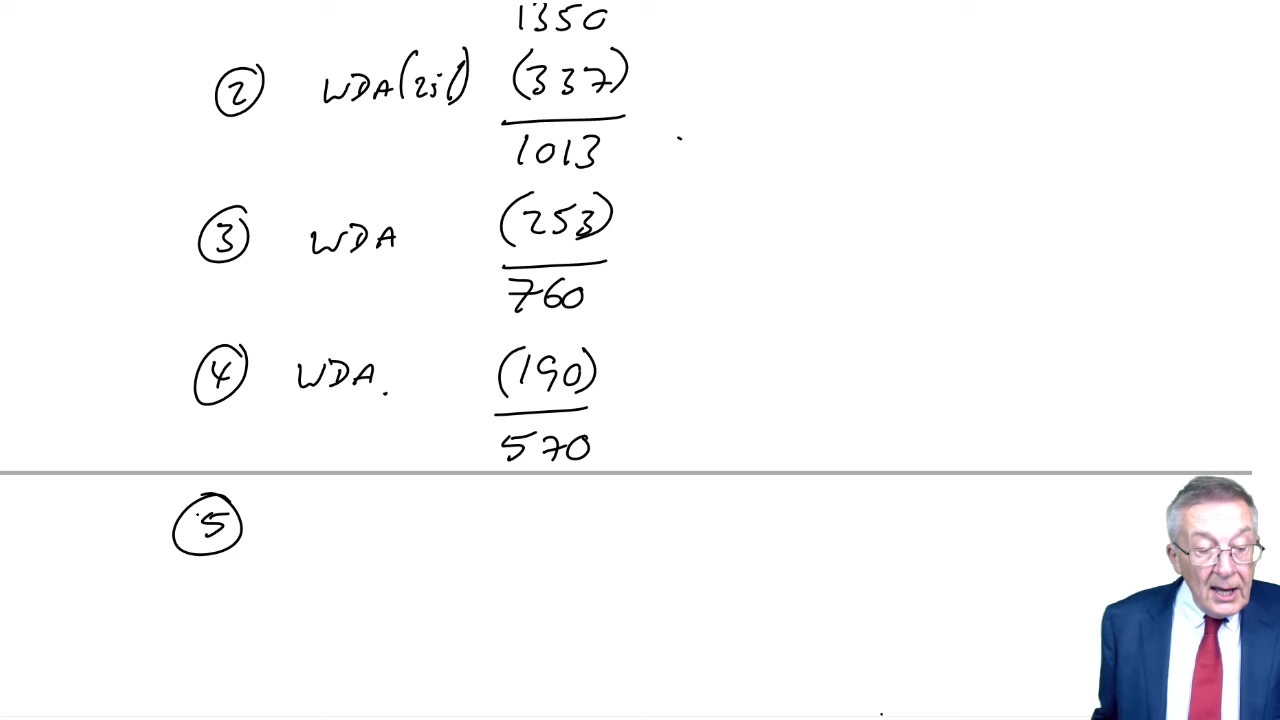 1350
② WDA (25%) (337)
1013
③ WDA (253)
760
④ WDA. (190)
570
⑤